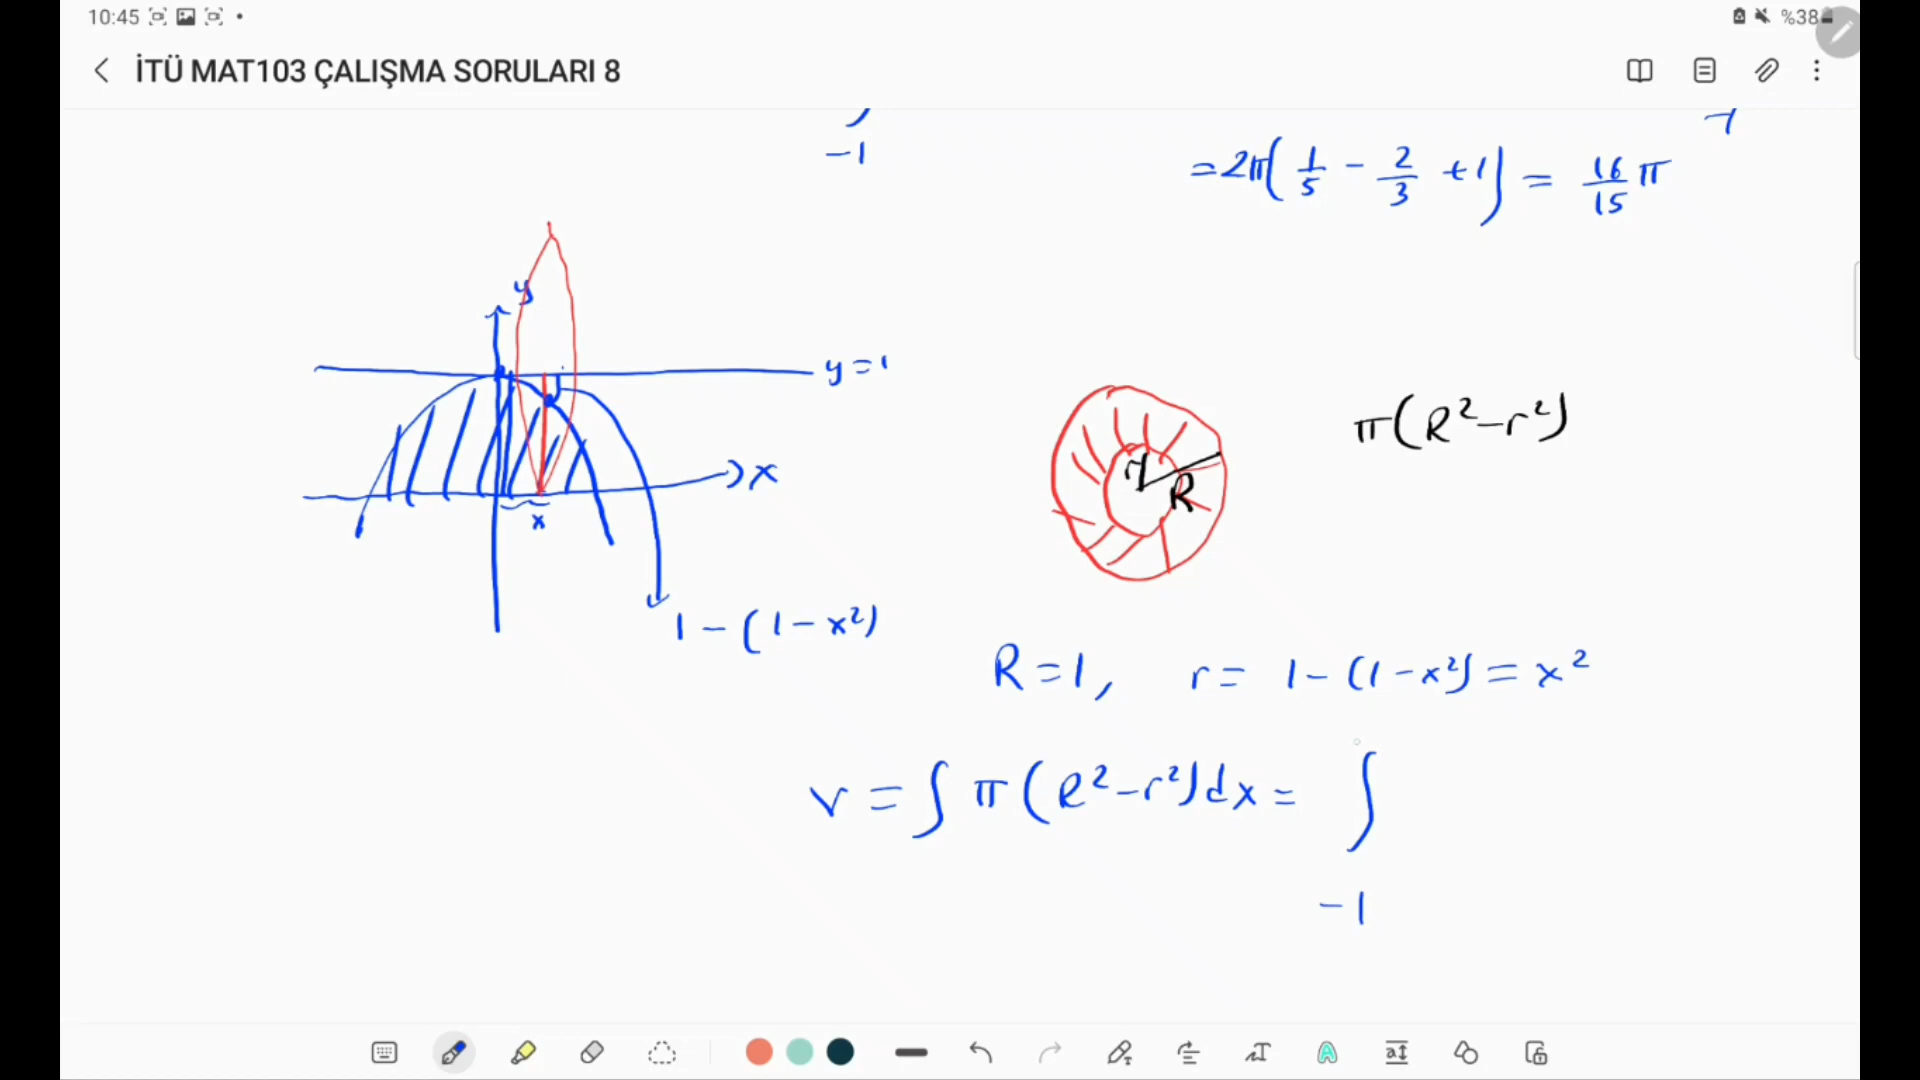 10:45 %38
İTÜ MAT103 ÇALIŞMA SORULARI 8
-1
= 2π(1/5 - 2/3 + 1) = 16/15 π
y
y = 1
x
x
1 - (1 - x²)
r
R
π(R² - r²)
R = 1, r = 1 - (1 - x²) = x²
V = ∫ π(R² - r²)dx = ∫
-1